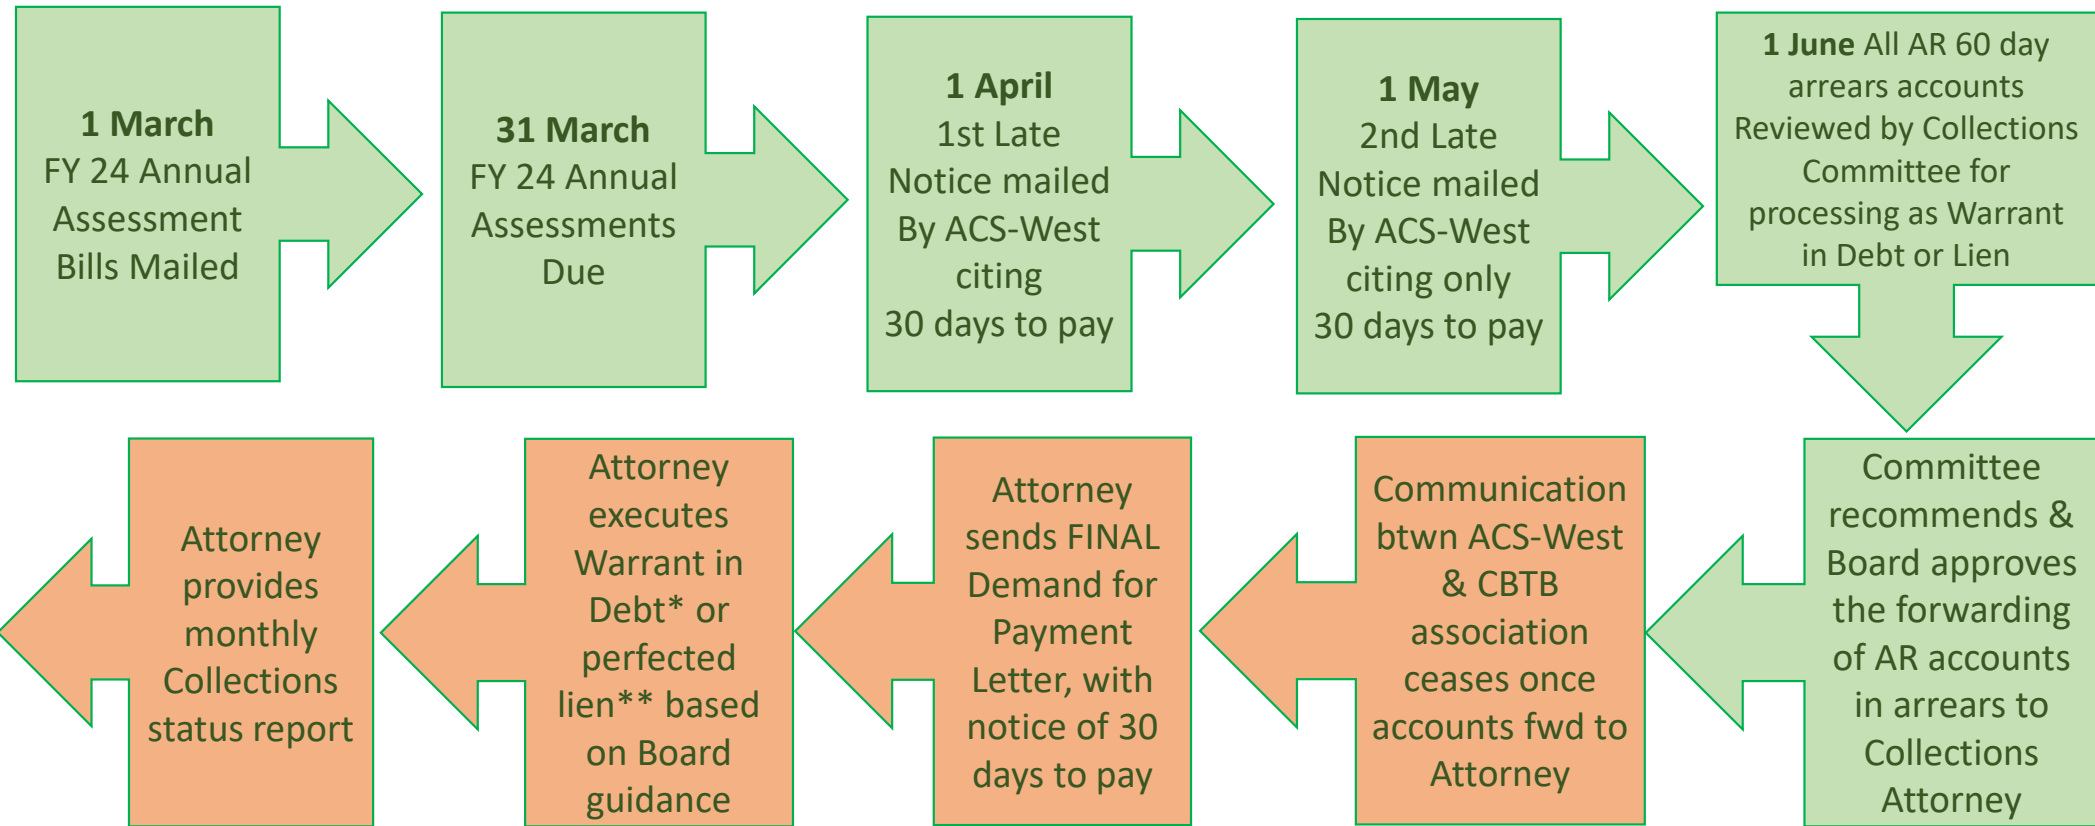 1 March
FY 24 Annual
Assessment
Bills Mailed
31 March
FY 24 Annual
Assessments
Due
1 April
1st Late
Notice mailed
By ACS-West
citing
30 days to pay
1 May
2nd Late
Notice mailed
By ACS-West
citing only
30 days to pay
1 June All AR 60 day
arrears accounts
Reviewed by Collections
Committee for
processing as Warrant
in Debt or Lien
Committee
recommends &
Board approves
the forwarding
of AR accounts
in arrears to
Collections
Attorney
Communication
btwn ACS-West
& CBTB
association
ceases once
accounts fwd to
Attorney
Attorney
sends FINAL
Demand for
Payment
Letter, with
notice of 30
days to pay
Attorney
executes
Warrant in
Debt* or
perfected
lien** based
on Board
guidance
Attorney
provides
monthly
Collections
status report